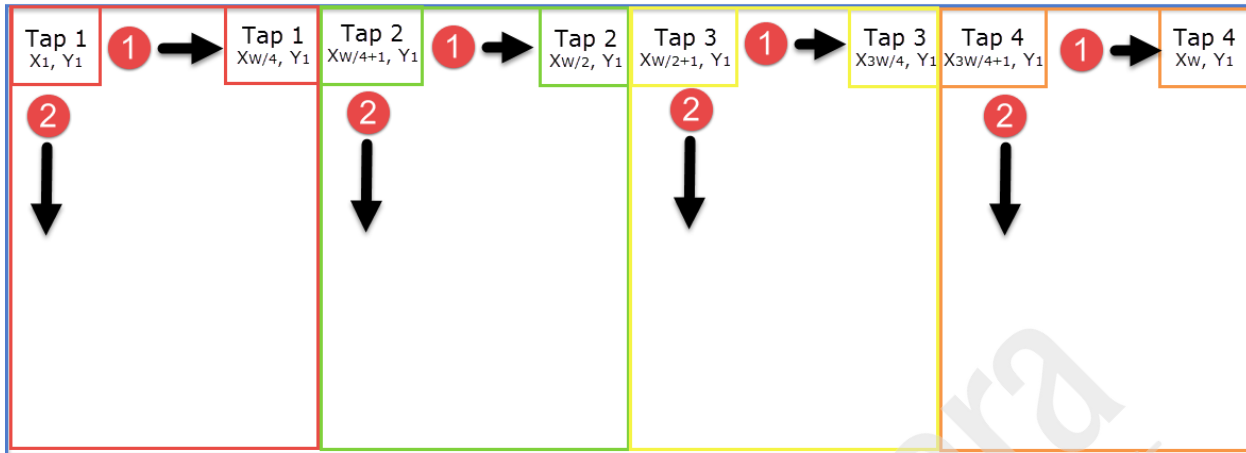 Tap 1
X1, Y1
1
Tap 1
XW/4, Y1
Tap 2
XW/4+1, Y1
1
Tap 2
XW/2, Y1
Tap 3
XW/2+1, Y1
1
Tap 3
X3W/4, Y1
Tap 4
X3W/4+1, Y1
1
Tap 4
XW, Y1
2
2
2
2